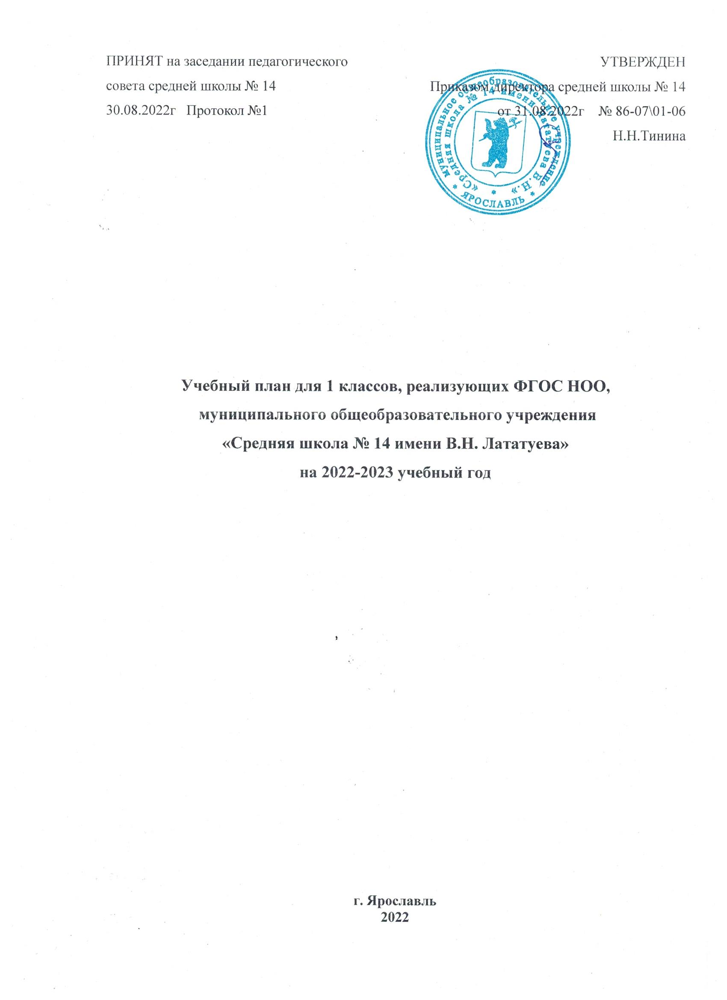 ПРИНЯТ на заседании педагогического
совета средней школы № 14
30.08.2022г Протокол №1
УТВЕРЖДЕН
Приказом директора средней школы № 14
от 31.08.2022г № 86-07\01-06
Н.Н.Тинина
муниципальное общеобразовательное учреждение
* ЯРОСЛАВЛЬ *
«Средняя школа № 14 имени Лататуева В.Н.»
Учебный план для 1 классов, реализующих ФГОС НОО,
муниципального общеобразовательного учреждения
«Средняя школа № 14 имени В.Н. Лататуева»
на 2022-2023 учебный год
г. Ярославль
2022